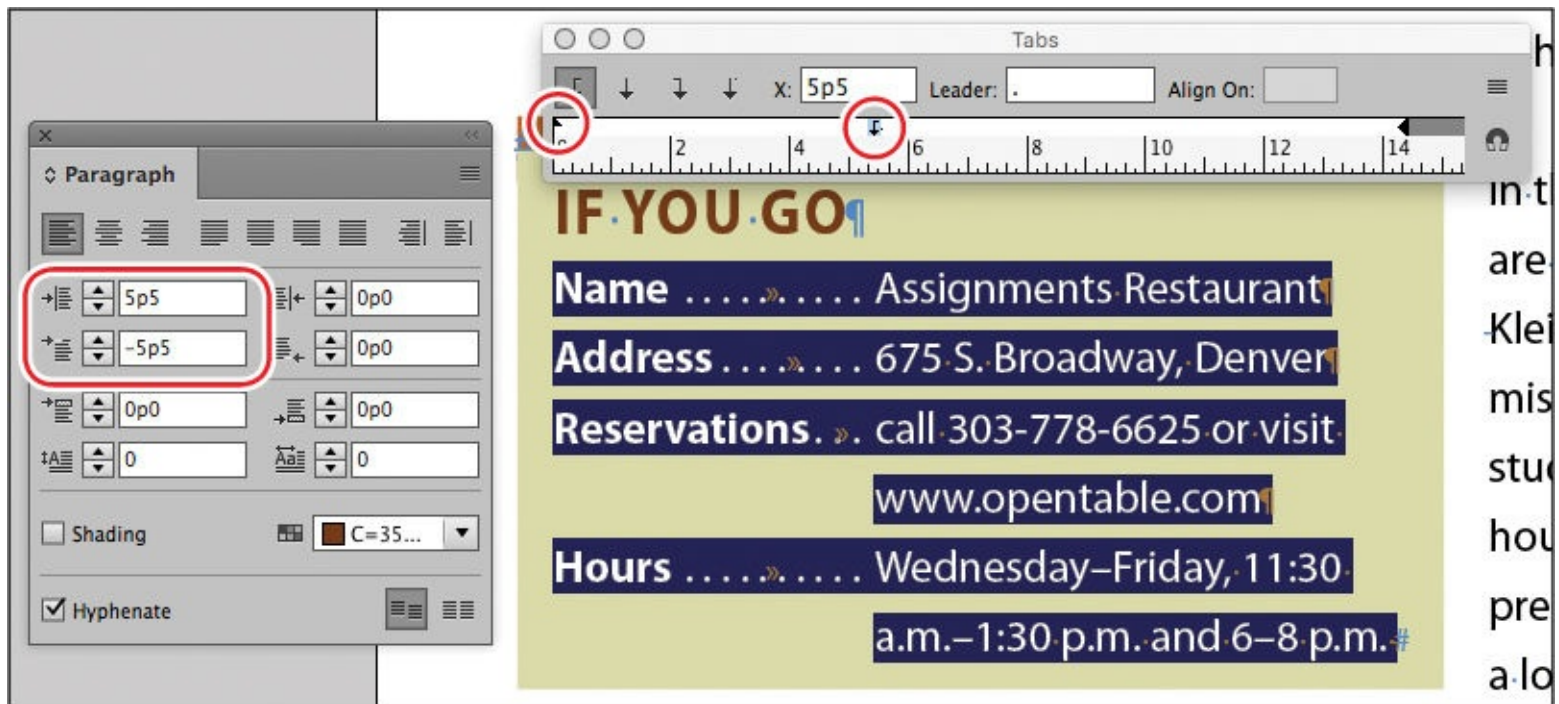 Tabs
X: 5p5 Leader: . Align On:
2 4 6 8 10 12 14
Paragraph
5p5 0p0
-5p5 0p0
0p0 0p0
0 0
Shading C=35...
Hyphenate
IF·YOU·GO¶
Name .....».... Assignments·Restaurant¶
Address ....».... 675·S.·Broadway,·Denver¶
Reservations. ». call·303-778-6625·or·visit·
www.opentable.com¶
Hours .....»..... Wednesday–Friday,·11:30·
a.m.–1:30·p.m.·and·6–8·p.m.#
in·t
are·
Klei
mis
stu
hou
pre
a·lo